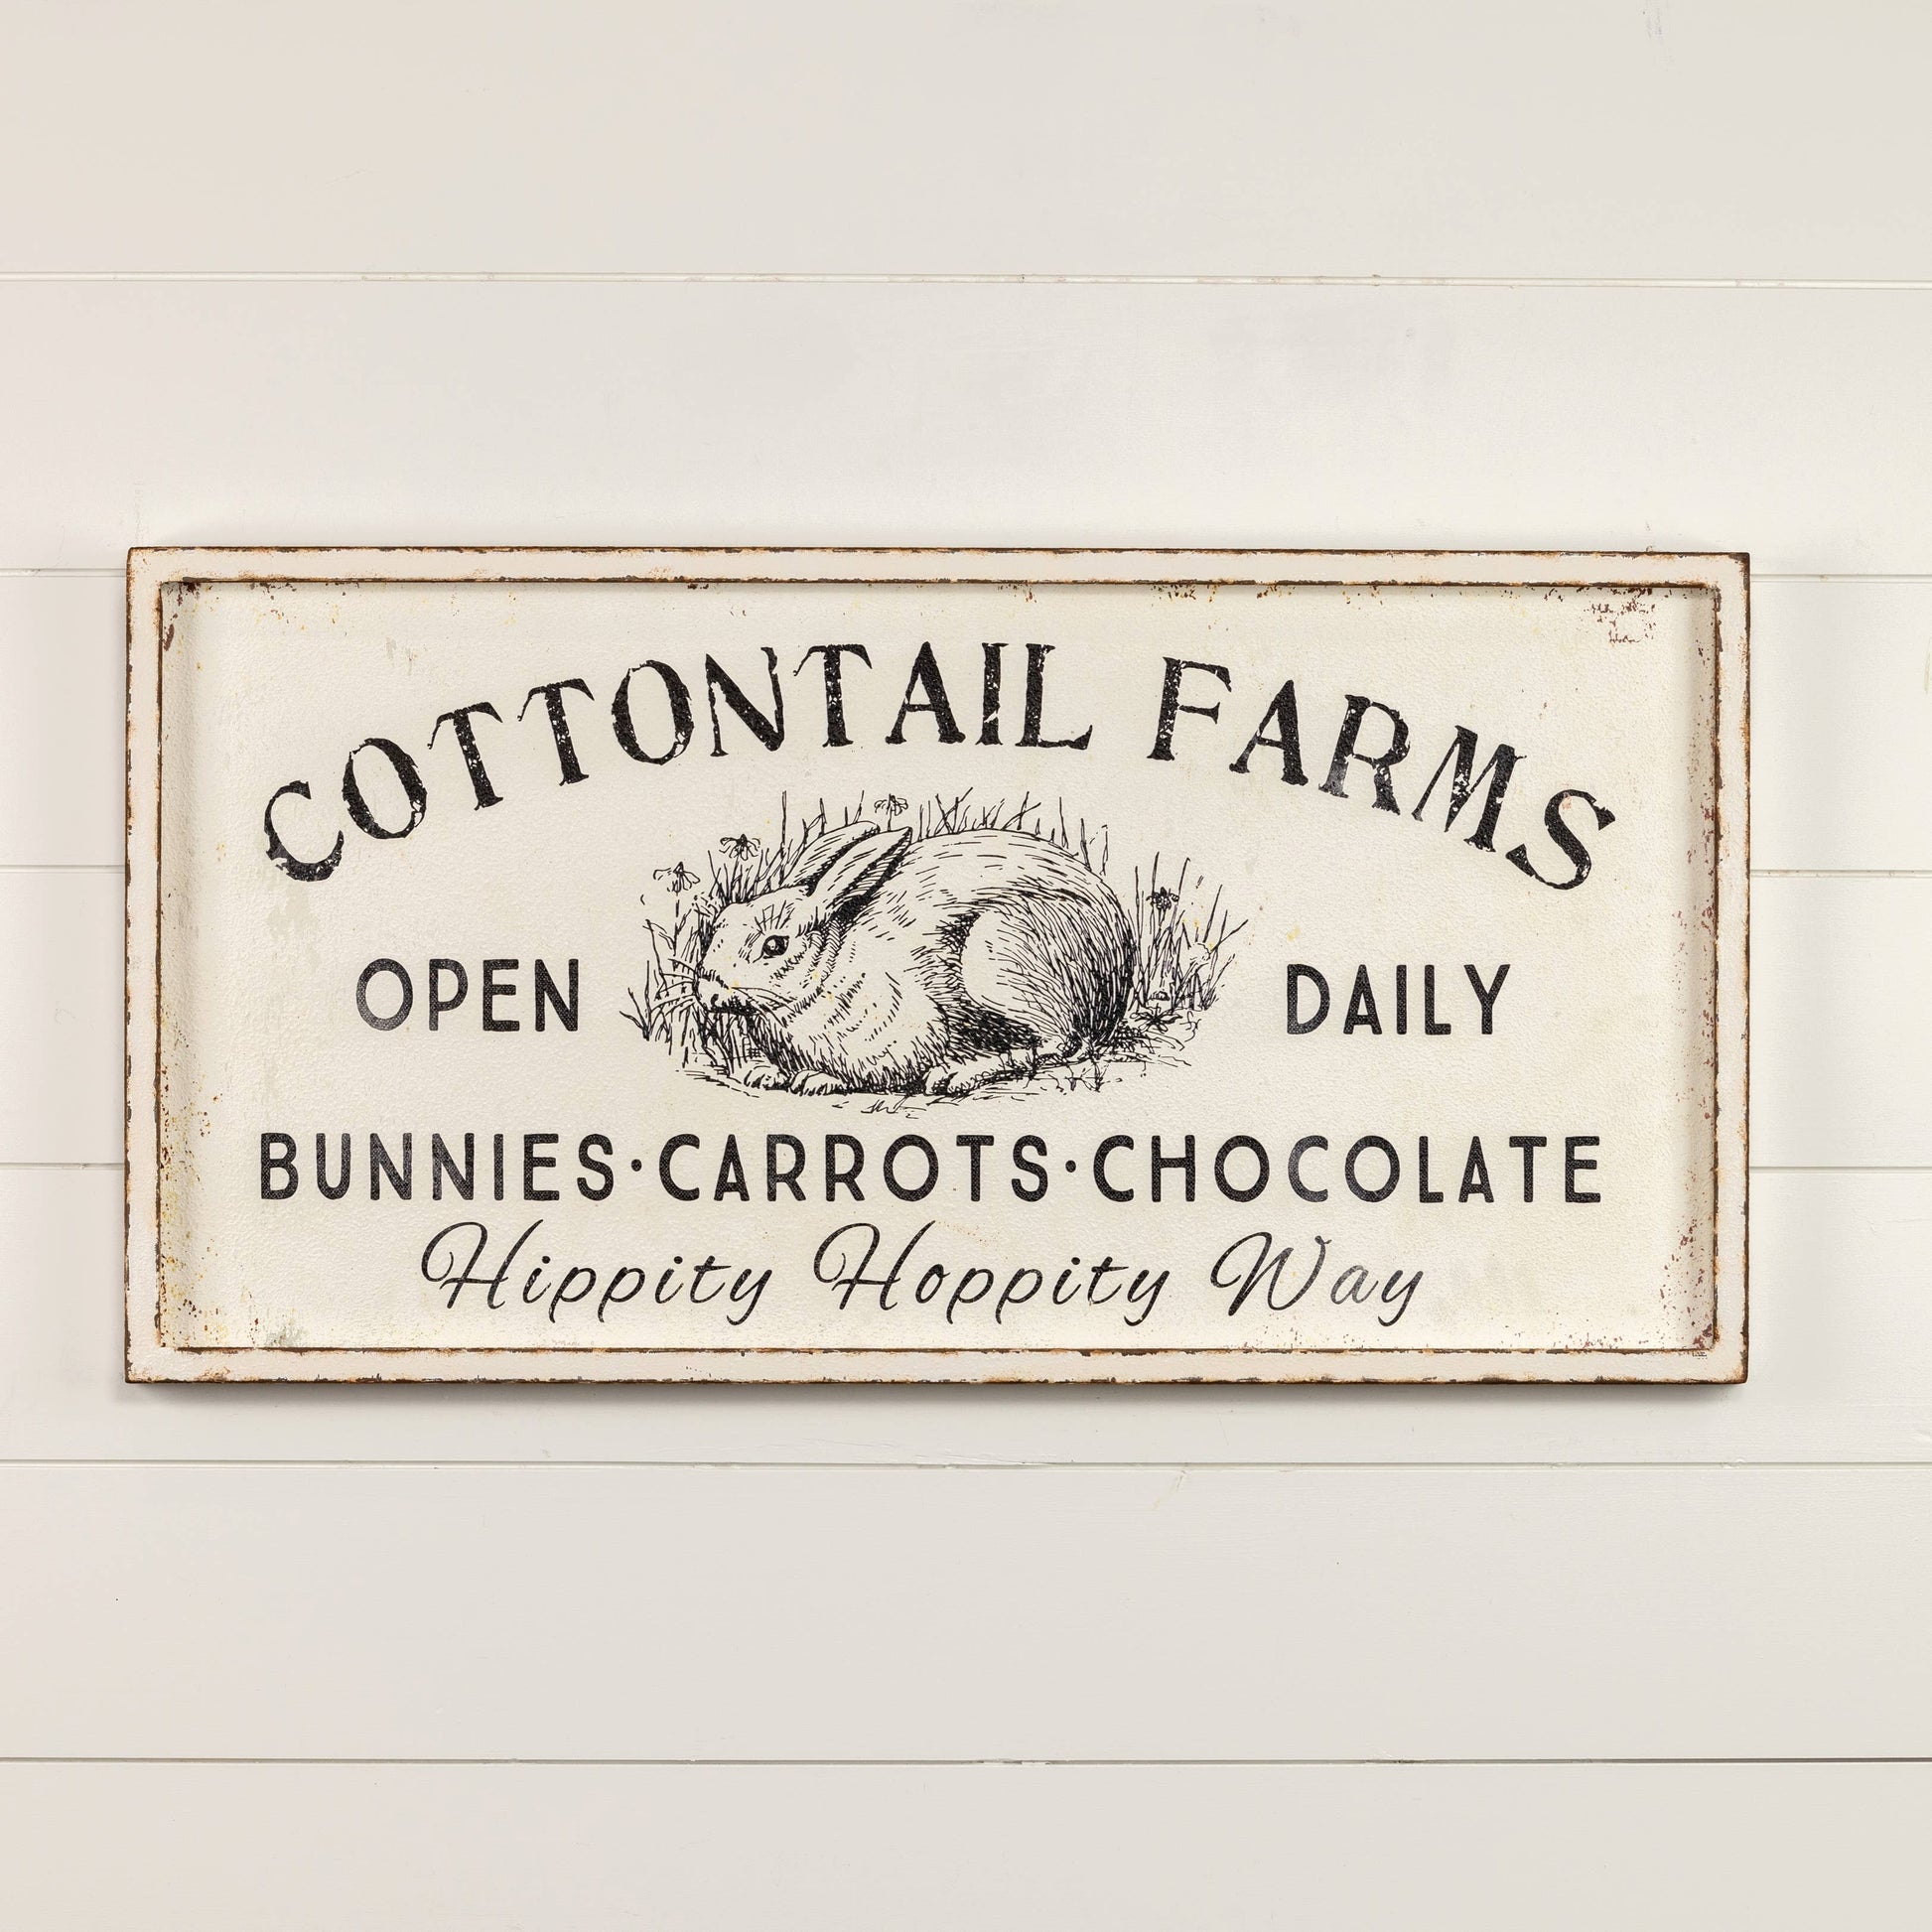 COTTONTAIL FARMS
OPEN DAILY
BUNNIES·CARROTS·CHOCOLATE
Hippity Hoppity Way